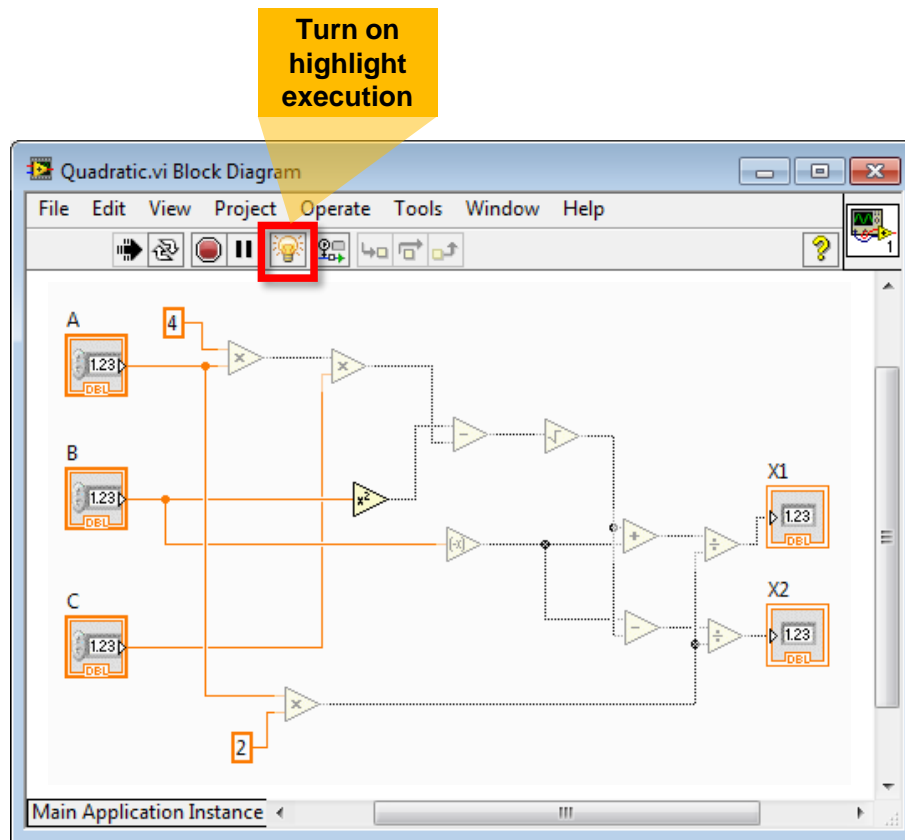 Turn on
highlight
execution
Quadratic.vi Block Diagram
File Edit View Project Operate Tools Window Help
? 1
A 4
×
×
1.23
DBL
- √
B X1
1.23 x² 1.23
DBL DBL
(-x) + ÷
C X2
1.23 - ÷ 1.23
DBL DBL
×
2
Main Application Instance